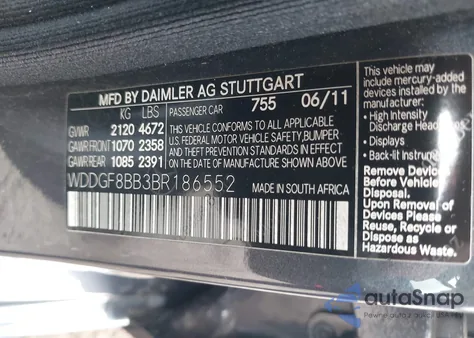 MFD BY DAIMLER AG STUTTGART
KG LBS PASSENGER CAR 755 06/11
GVWR 2120 4672
GAWR FRONT 1070 2358
GAWR REAR 1085 2391
THIS VEHICLE CONFORMS TO ALL APPLICABLE
U.S. FEDERAL MOTOR VEHICLE SAFETY, BUMPER
AND THEFT PREVENTION STANDARDS IN EFFECT
ON THE DATE OF MANUFACTURE SHOWN ABOVE.
WDDGF8BB3BR186552 MADE IN SOUTH AFRICA
This vehicle may
include mercury-added
devices installed by the
manufacturer:
• High Intensity
Discharge Headlamp
• Displays
• Back-lit Instrum
Remove Devices
Upon Removal of
Devices Please
Reuse, Recycle or
Dispose as
Hazardous Waste.
autoSnap